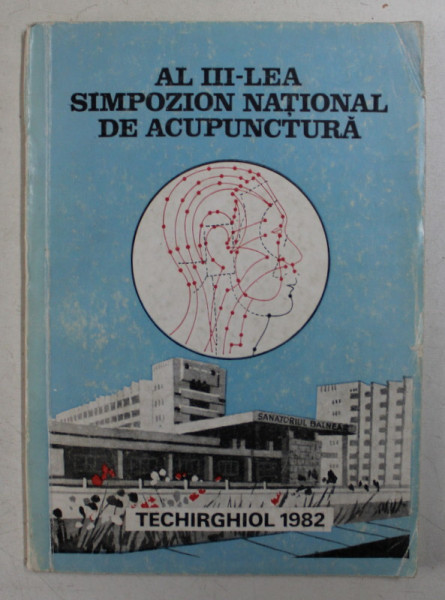 AL III-LEA
SIMPOZION NAȚIONAL
DE ACUPUNCTURĂ
SANATORIUL BALNEAR
TECHIRGHIOL 1982